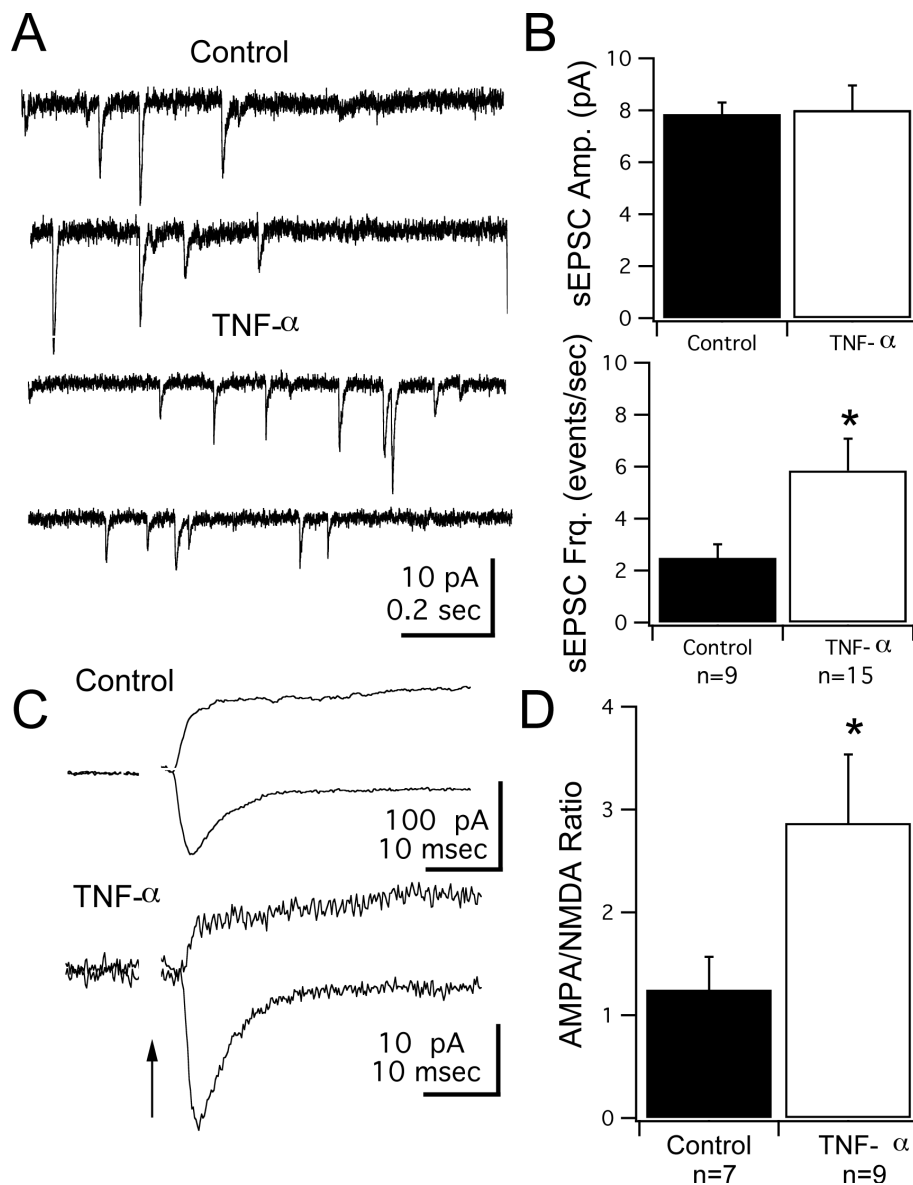 A
Control
TNF-α
10 pA
0.2 sec
B
sEPSC Amp. (pA)
10
8
6
4
2
0
Control
TNF- α
sEPSC Frq. (events/sec)
10
8
6
4
2
0
*
Control
TNF- α
n=9
n=15
C
Control
100 pA
10 msec
TNF-α
10 pA
10 msec
D
AMPA/NMDA Ratio
4
3
2
1
0
*
Control
TNF- α
n=7
n=9